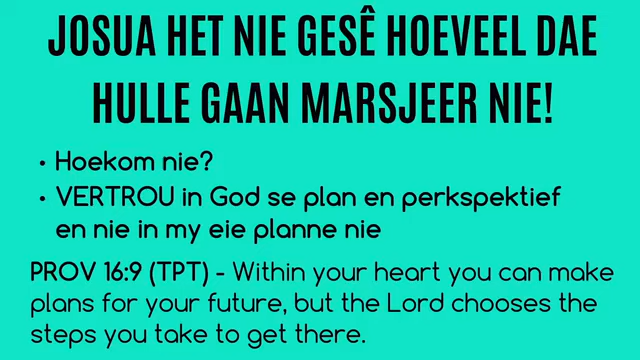 JOSUA HET NIE GESÊ HOEVEEL DAE
HULLE GAAN MARSJEER NIE!
• Hoekom nie?
• VERTROU in God se plan en perkspektief
en nie in my eie planne nie
PROV 16:9 (TPT) - Within your heart you can make
plans for your future, but the Lord chooses the
steps you take to get there.